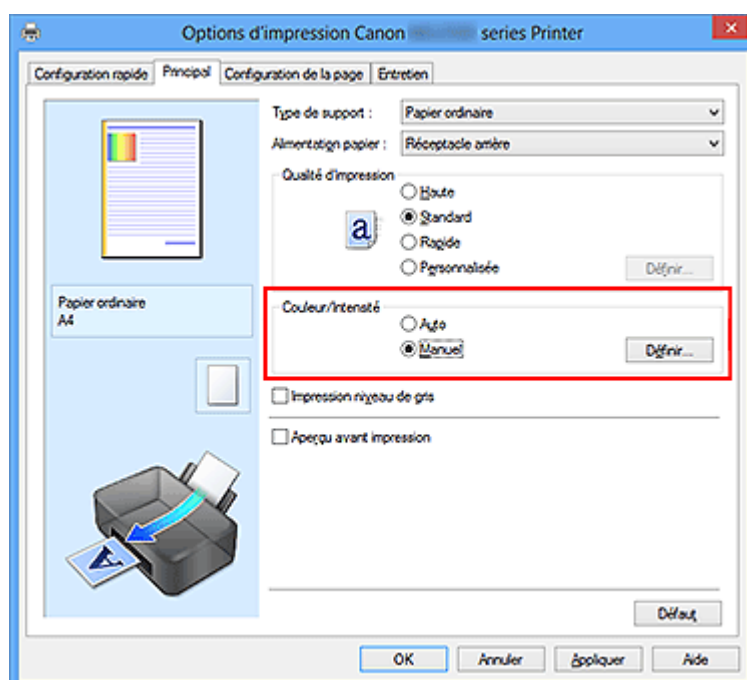 Options d'impression Canon series Printer
Configuration rapide Principal Configuration de la page Entretien
Type de support : Papier ordinaire
Alimentation papier : Réceptacle arrière
Qualité d'impression
Haute
Standard
Rapide
Personnalisée Définir...
Papier ordinaire
A4
Couleur/Intensité
Auto
Manuel Définir...
Impression niveau de gris
Aperçu avant impression
Défaut
OK Annuler Appliquer Aide